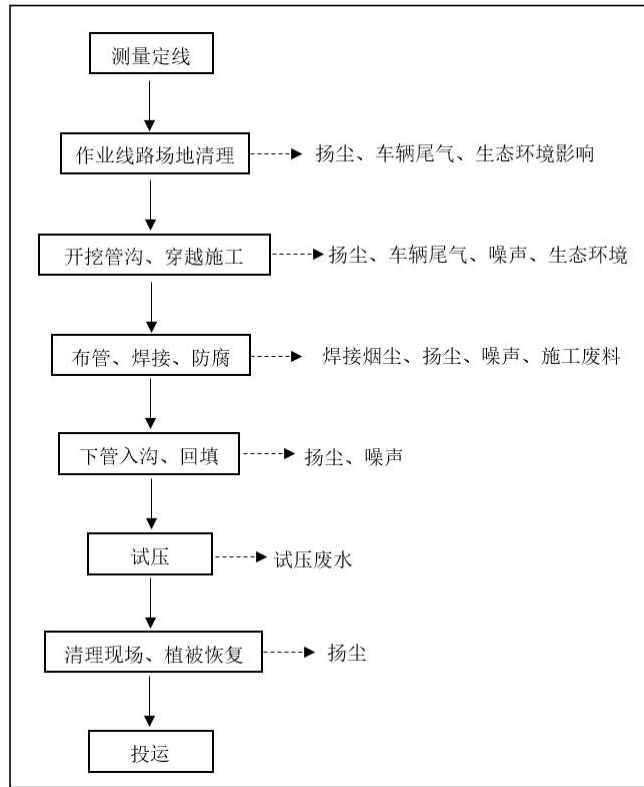 测量定线
作业线路场地清理
扬尘、车辆尾气、生态环境影响
开挖管沟、穿越施工
扬尘、车辆尾气、噪声、生态环境
布管、焊接、防腐
焊接烟尘、扬尘、噪声、施工废料
下管入沟、回填
扬尘、噪声
试压
试压废水
清理现场、植被恢复
扬尘
投运